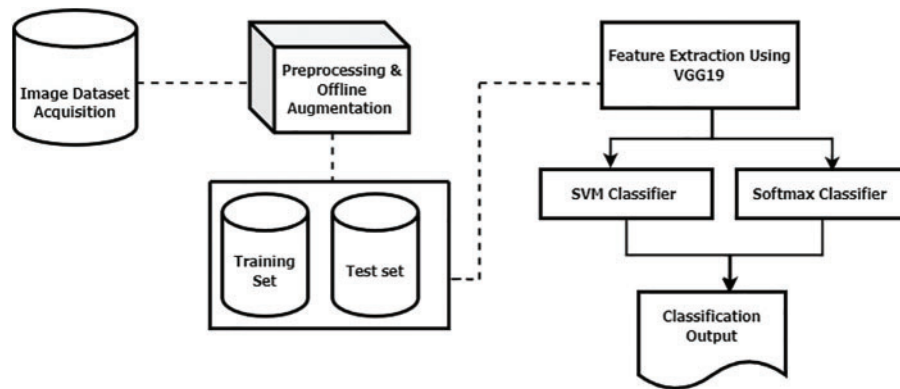 Image Dataset
Acquisition
Preprocessing &
Offline
Augmentation
Training
Set
Test set
Feature Extraction Using
VGG19
SVM Classifier
Softmax Classifier
Classification
Output